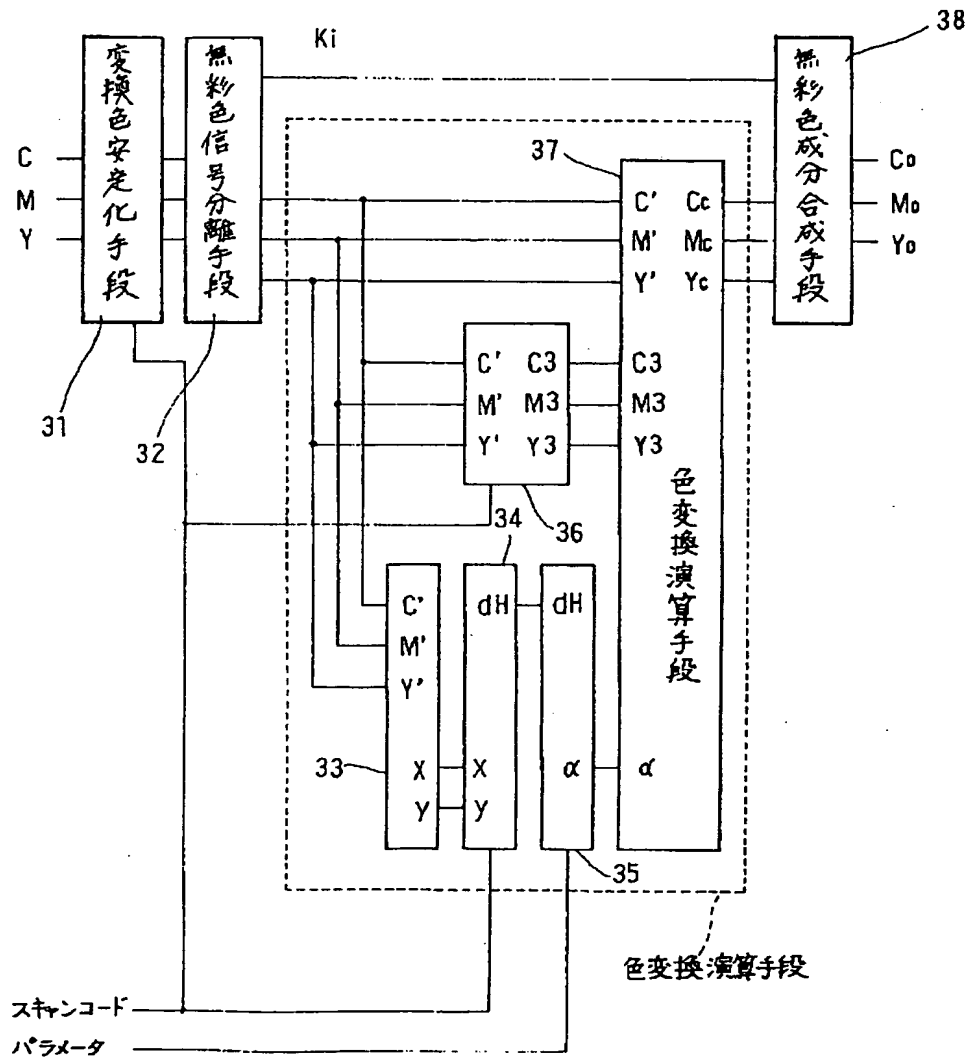 Ki
38
変換色安定化手段
無彩色信号分離手段
無彩色成分合成手段
37
C
M
Y
C' Cc
M' Mc
Y' Yc
Co
Mo
Yo
31
32
C' C3
M' M3
Y' Y3
C3
M3
Y3
36
34
色変換演算手段
C'
M'
Y'
dH
dH
33
X
y
X
y
α
α
35
色変換演算手段
スキャンコード
パラメータ